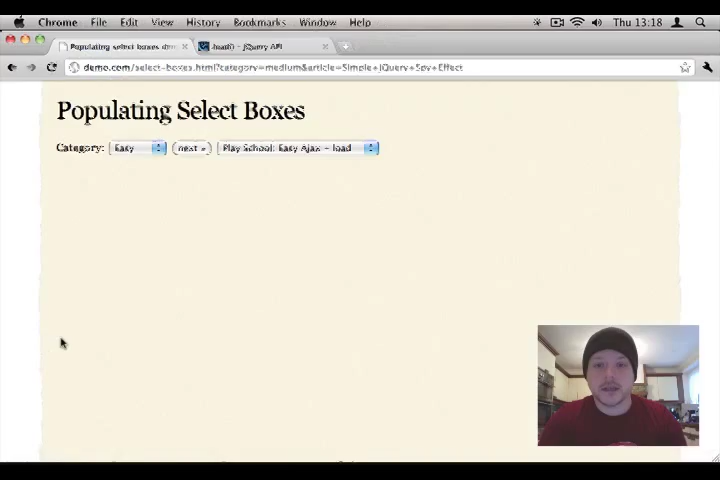 Chrome File Edit View History Bookmarks Window Help Thu 13:18
Populating select boxes .load() - jQuery API
demo.com/select-boxes.html?category=medium&article=Simple+jQuery+Spy+Effect
Populating Select Boxes
Category: Easy next » Play School: Easy Ajax - load